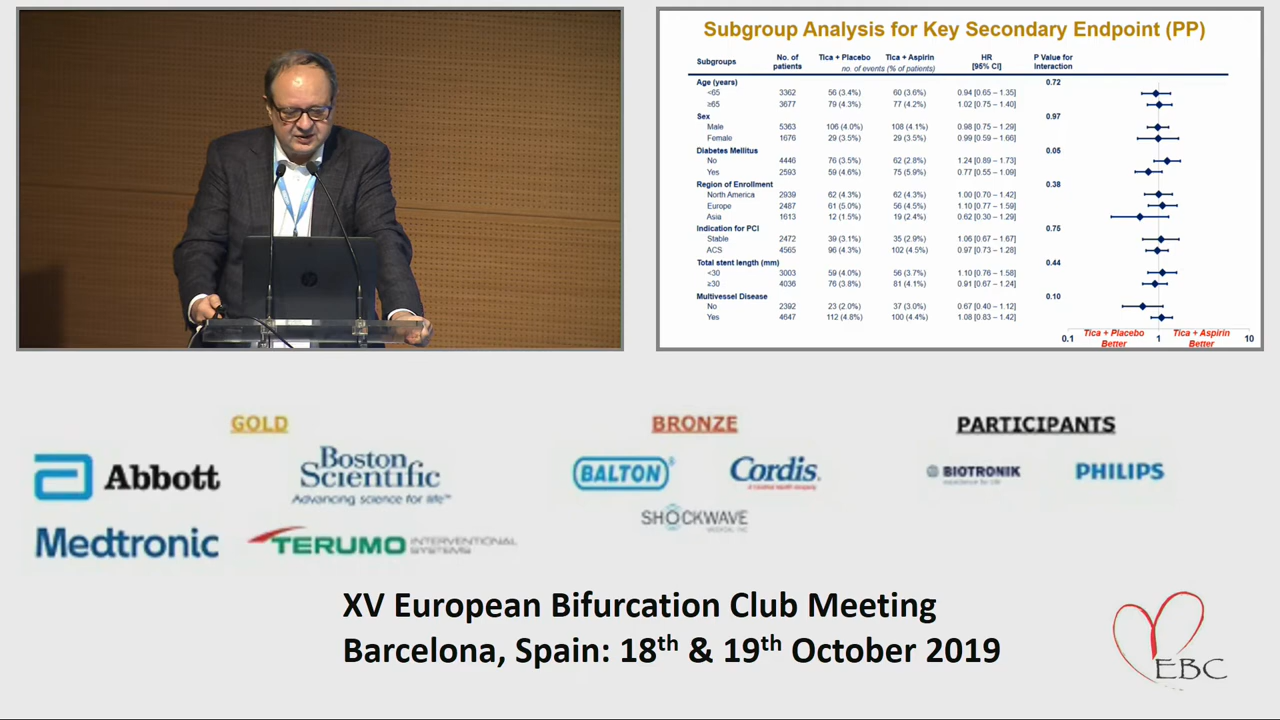 Subgroup Analysis for Key Secondary Endpoint (PP)
Subgroups No. of patients Tica + Placebo Tica + Aspirin HR [95% CI] P Value for Interaction
no. of events (% of patients)
Age (years) 0.72
<65 3362 56 (3.4%) 60 (3.6%) 0.94 [0.65 – 1.35]
≥65 3677 79 (4.3%) 77 (4.2%) 1.02 [0.75 – 1.40]
Sex 0.97
Male 5363 106 (4.0%) 108 (4.1%) 0.98 [0.75 – 1.29]
Female 1676 29 (3.5%) 29 (3.5%) 0.99 [0.59 – 1.66]
Diabetes Mellitus 0.05
No 4446 76 (3.5%) 62 (2.8%) 1.24 [0.89 – 1.73]
Yes 2593 59 (4.6%) 75 (5.9%) 0.77 [0.55 – 1.09]
Region of Enrollment 0.38
North America 2939 62 (4.3%) 62 (4.3%) 1.00 [0.70 – 1.42]
Europe 2487 61 (5.0%) 56 (4.5%) 1.10 [0.77 – 1.59]
Asia 1613 12 (1.5%) 19 (2.4%) 0.62 [0.30 – 1.29]
Indication for PCI 0.75
Stable 2472 39 (3.1%) 35 (2.9%) 1.06 [0.67 – 1.67]
ACS 4565 96 (4.3%) 102 (4.5%) 0.97 [0.73 – 1.28]
Total stent length (mm) 0.44
<30 3003 59 (4.0%) 56 (3.7%) 1.10 [0.76 – 1.58]
≥30 4036 76 (3.8%) 81 (4.1%) 0.91 [0.67 – 1.24]
Multivessel Disease 0.10
No 2392 23 (2.0%) 37 (3.0%) 0.67 [0.40 – 1.12]
Yes 4647 112 (4.8%) 100 (4.4%) 1.08 [0.83 – 1.42]
0.1 Tica + Placebo Better 1 Tica + Aspirin Better 10
GOLD
Abbott
Boston Scientific
Advancing science for life™
Medtronic
TERUMO INTERVENTIONAL SYSTEMS
BRONZE
BALTON®
Cordis.
SHOCKWAVE
PARTICIPANTS
BIOTRONIK
PHILIPS
XV European Bifurcation Club Meeting
Barcelona, Spain: 18th & 19th October 2019
EBC